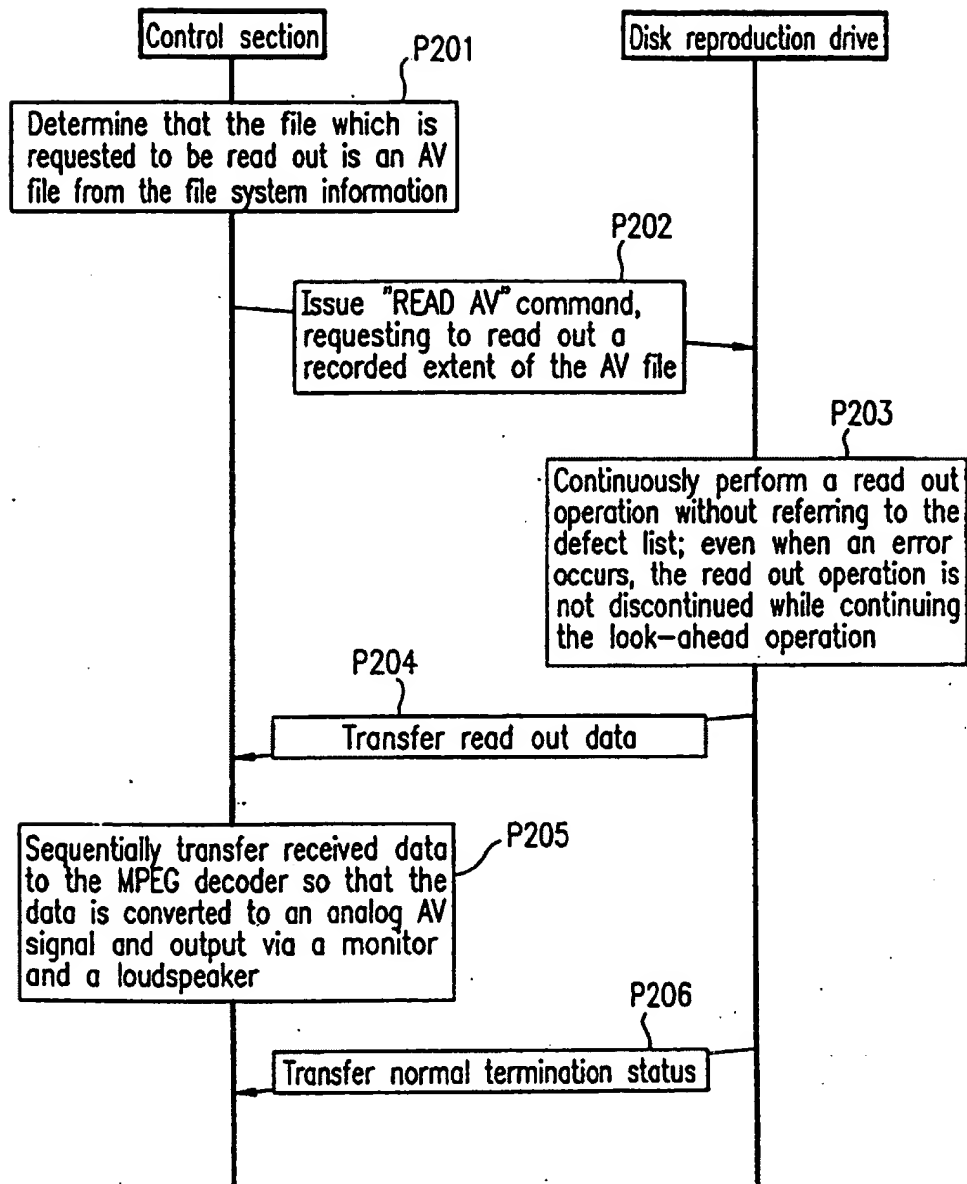 Control section
Disk reproduction drive
P201
Determine that the file which is
requested to be read out is an AV
file from the file system information
P202
Issue "READ AV" command,
requesting to read out a
recorded extent of the AV file
P203
Continuously perform a read out
operation without referring to the
defect list; even when an error
occurs, the read out operation is
not discontinued while continuing
the look-ahead operation
P204
Transfer read out data
P205
Sequentially transfer received data
to the MPEG decoder so that the
data is converted to an analog AV
signal and output via a monitor
and a loudspeaker
P206
Transfer normal termination status